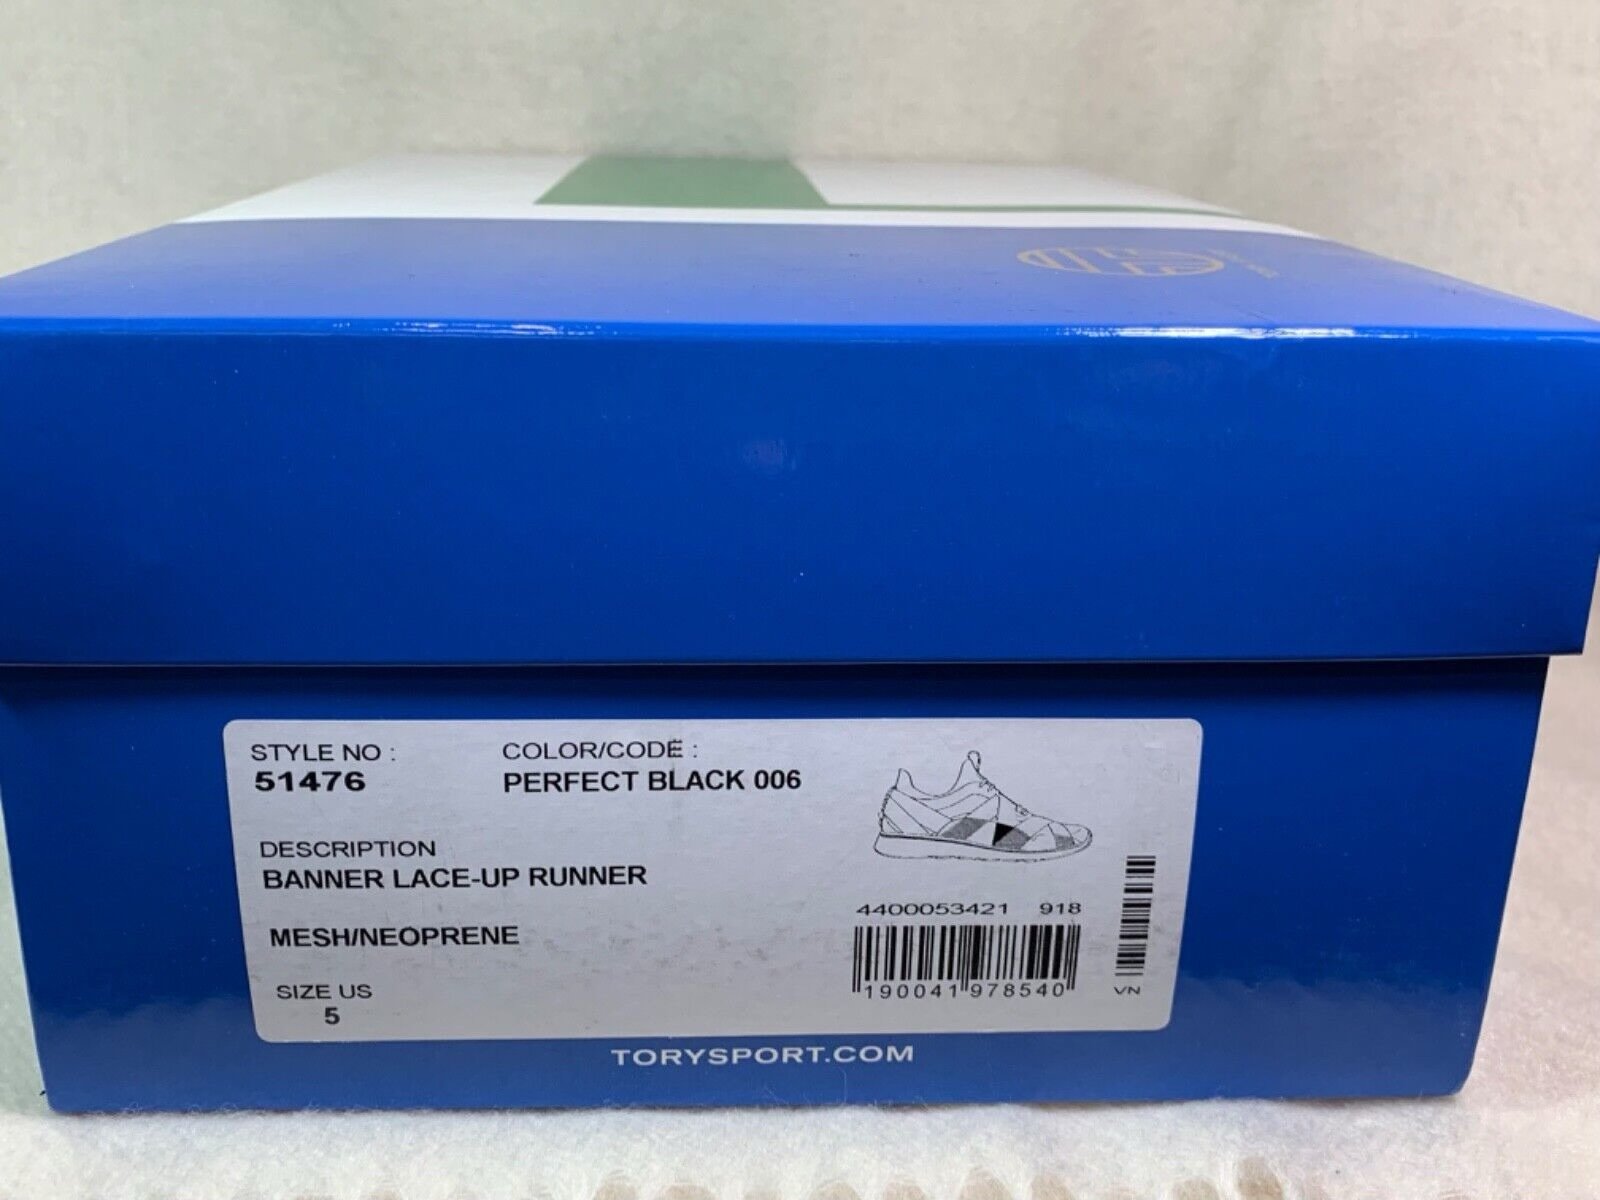 STYLE NO :
51476
COLOR/CODE :
PERFECT BLACK 006
DESCRIPTION
BANNER LACE-UP RUNNER
MESH/NEOPRENE
SIZE US
5
4400053421 918
190041 978540
VN
TORYSPORT.COM